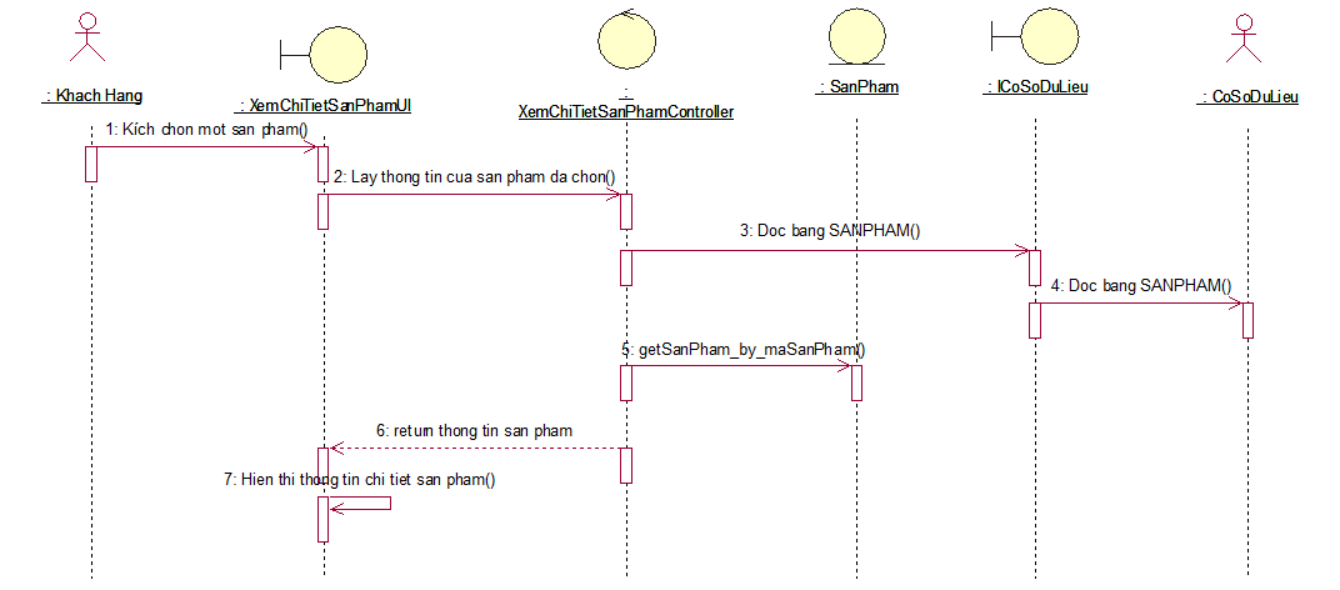 : Khach Hang
: XemChiTietSanPhamUI
:
XemChiTietSanPhamController
: SanPham
: ICoSoDuLieu
: CoSoDuLieu
1: Kích chon mot san pham()
2: Lay thong tin cua san pham da chon()
3: Doc bang SANPHAM()
4: Doc bang SANPHAM()
5: getSanPham_by_maSanPham()
6: return thong tin san pham
7: Hien thi thong tin chi tiet san pham()